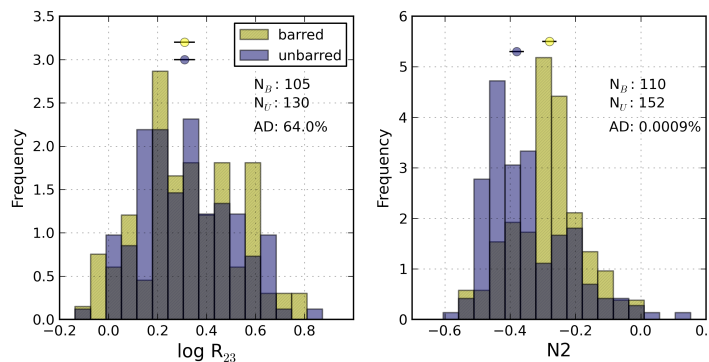 3.5
3.0
2.5
2.0
1.5
1.0
0.5
0.0
Frequency
−0.2 0.0 0.2 0.4 0.6 0.8
log R₂₃
barred
unbarred
N_B: 105
N_U: 130
AD: 64.0%
6
5
4
3
2
1
0
Frequency
−0.6 −0.4 −0.2 0.
N2
N_B: 110
N_U: 152
AD: 0.0009%